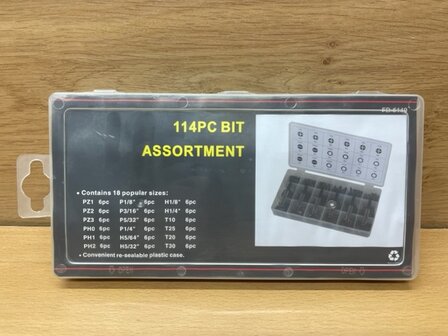 FD-6140
114PC BIT
ASSORTMENT
• Contains 18 popular sizes:
PZ1 6pc P1/8" 6pc H1/8" 6pc
PZ2 6pc P3/16" 6pc H1/4" 6pc
PZ3 6pc P5/32" 6pc T10 6pc
PH0 6pc P1/4" 6pc T25 6pc
PH1 6pc H5/64" 6pc T20 6pc
PH2 6pc H5/32" 6pc T30 6pc
• Convenient re-sealable plastic case.
OPEN OPEN